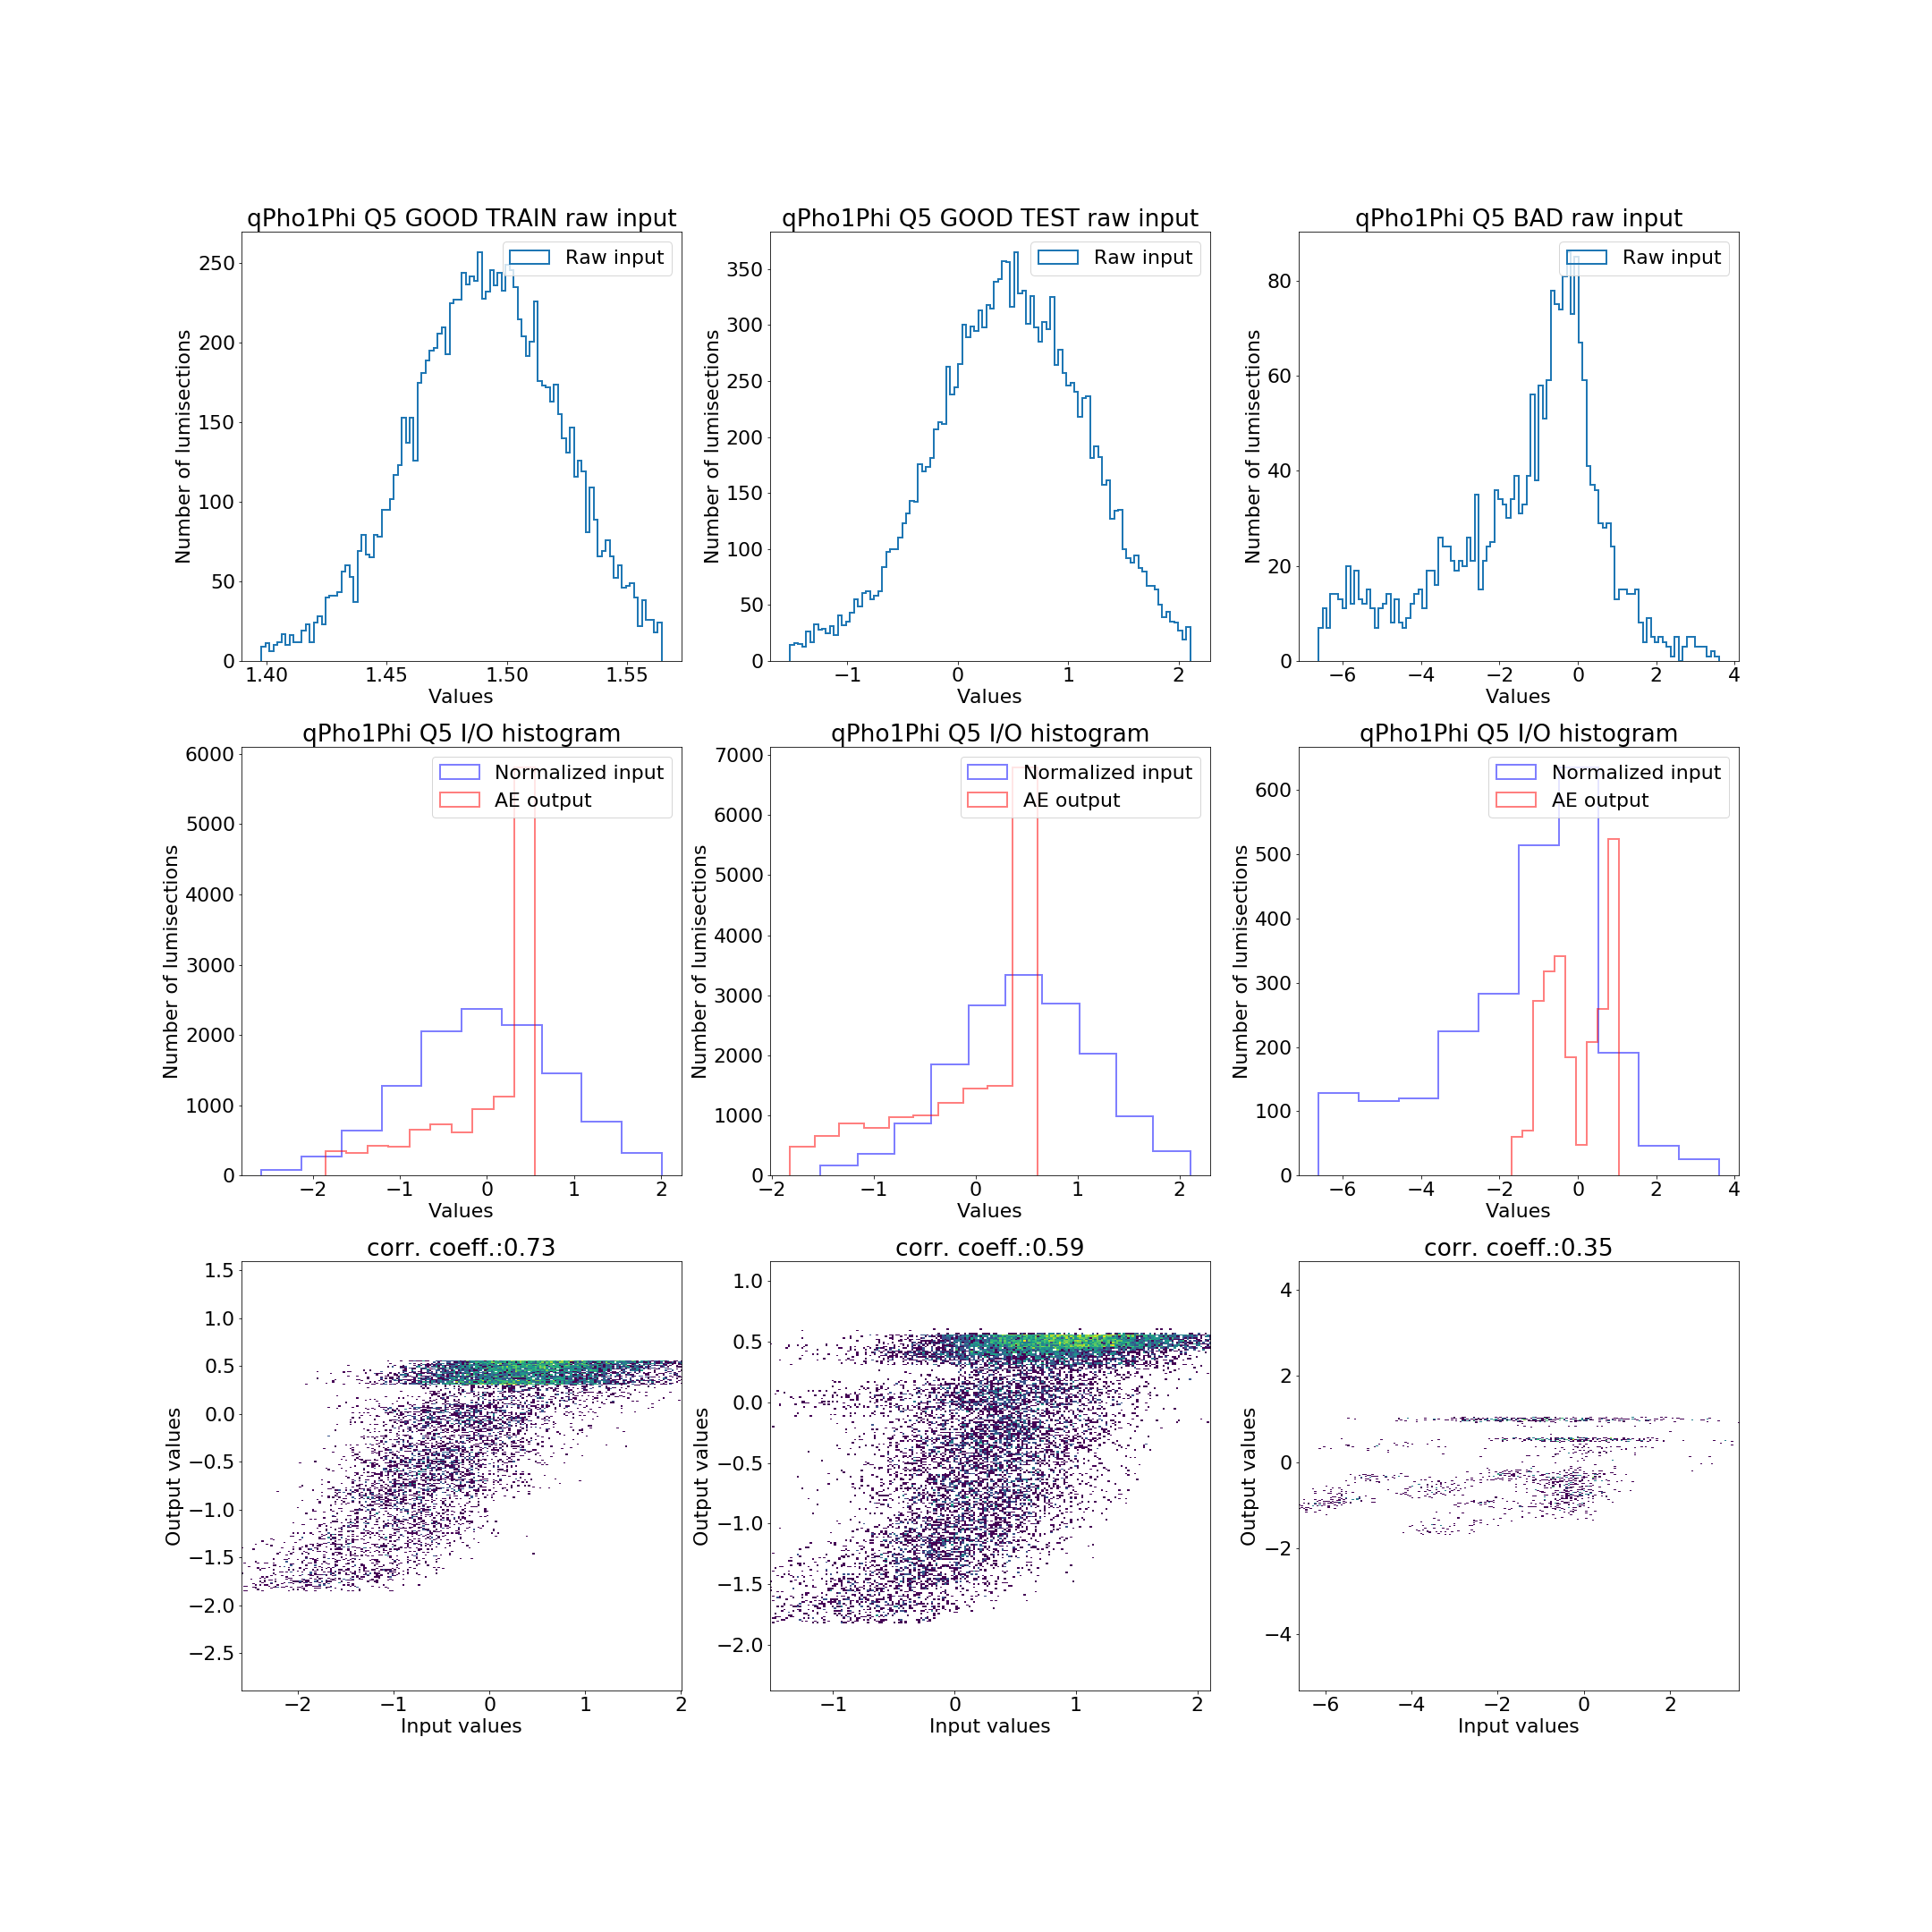 qPho1Phi Q5 GOOD TRAIN raw input
Raw input
250
200
150
100
50
0
Number of lumisections
1.40 1.45 1.50 1.55
Values
qPho1Phi Q5 GOOD TEST raw input
Raw input
350
300
250
200
150
100
50
0
Number of lumisections
−1 0 1 2
Values
qPho1Phi Q5 BAD raw input
Raw input
80
60
40
20
0
Number of lumisections
−6 −4 −2 0 2 4
Values
qPho1Phi Q5 I/O histogram
Normalized input
AE output
6000
5000
4000
3000
2000
1000
0
Number of lumisections
−2 −1 0 1 2
Values
qPho1Phi Q5 I/O histogram
Normalized input
AE output
7000
6000
5000
4000
3000
2000
1000
0
Number of lumisections
−2 −1 0 1 2
Values
qPho1Phi Q5 I/O histogram
Normalized input
AE output
600
500
400
300
200
100
0
Number of lumisections
−6 −4 −2 0 2 4
Values
corr. coeff.:0.73
1.5
1.0
0.5
0.0
−0.5
−1.0
−1.5
−2.0
−2.5
Output values
−2 −1 0 1 2
Input values
corr. coeff.:0.59
1.0
0.5
0.0
−0.5
−1.0
−1.5
−2.0
Output values
−1 0 1 2
Input values
corr. coeff.:0.35
4
2
0
−2
−4
Output values
−6 −4 −2 0 2
Input values